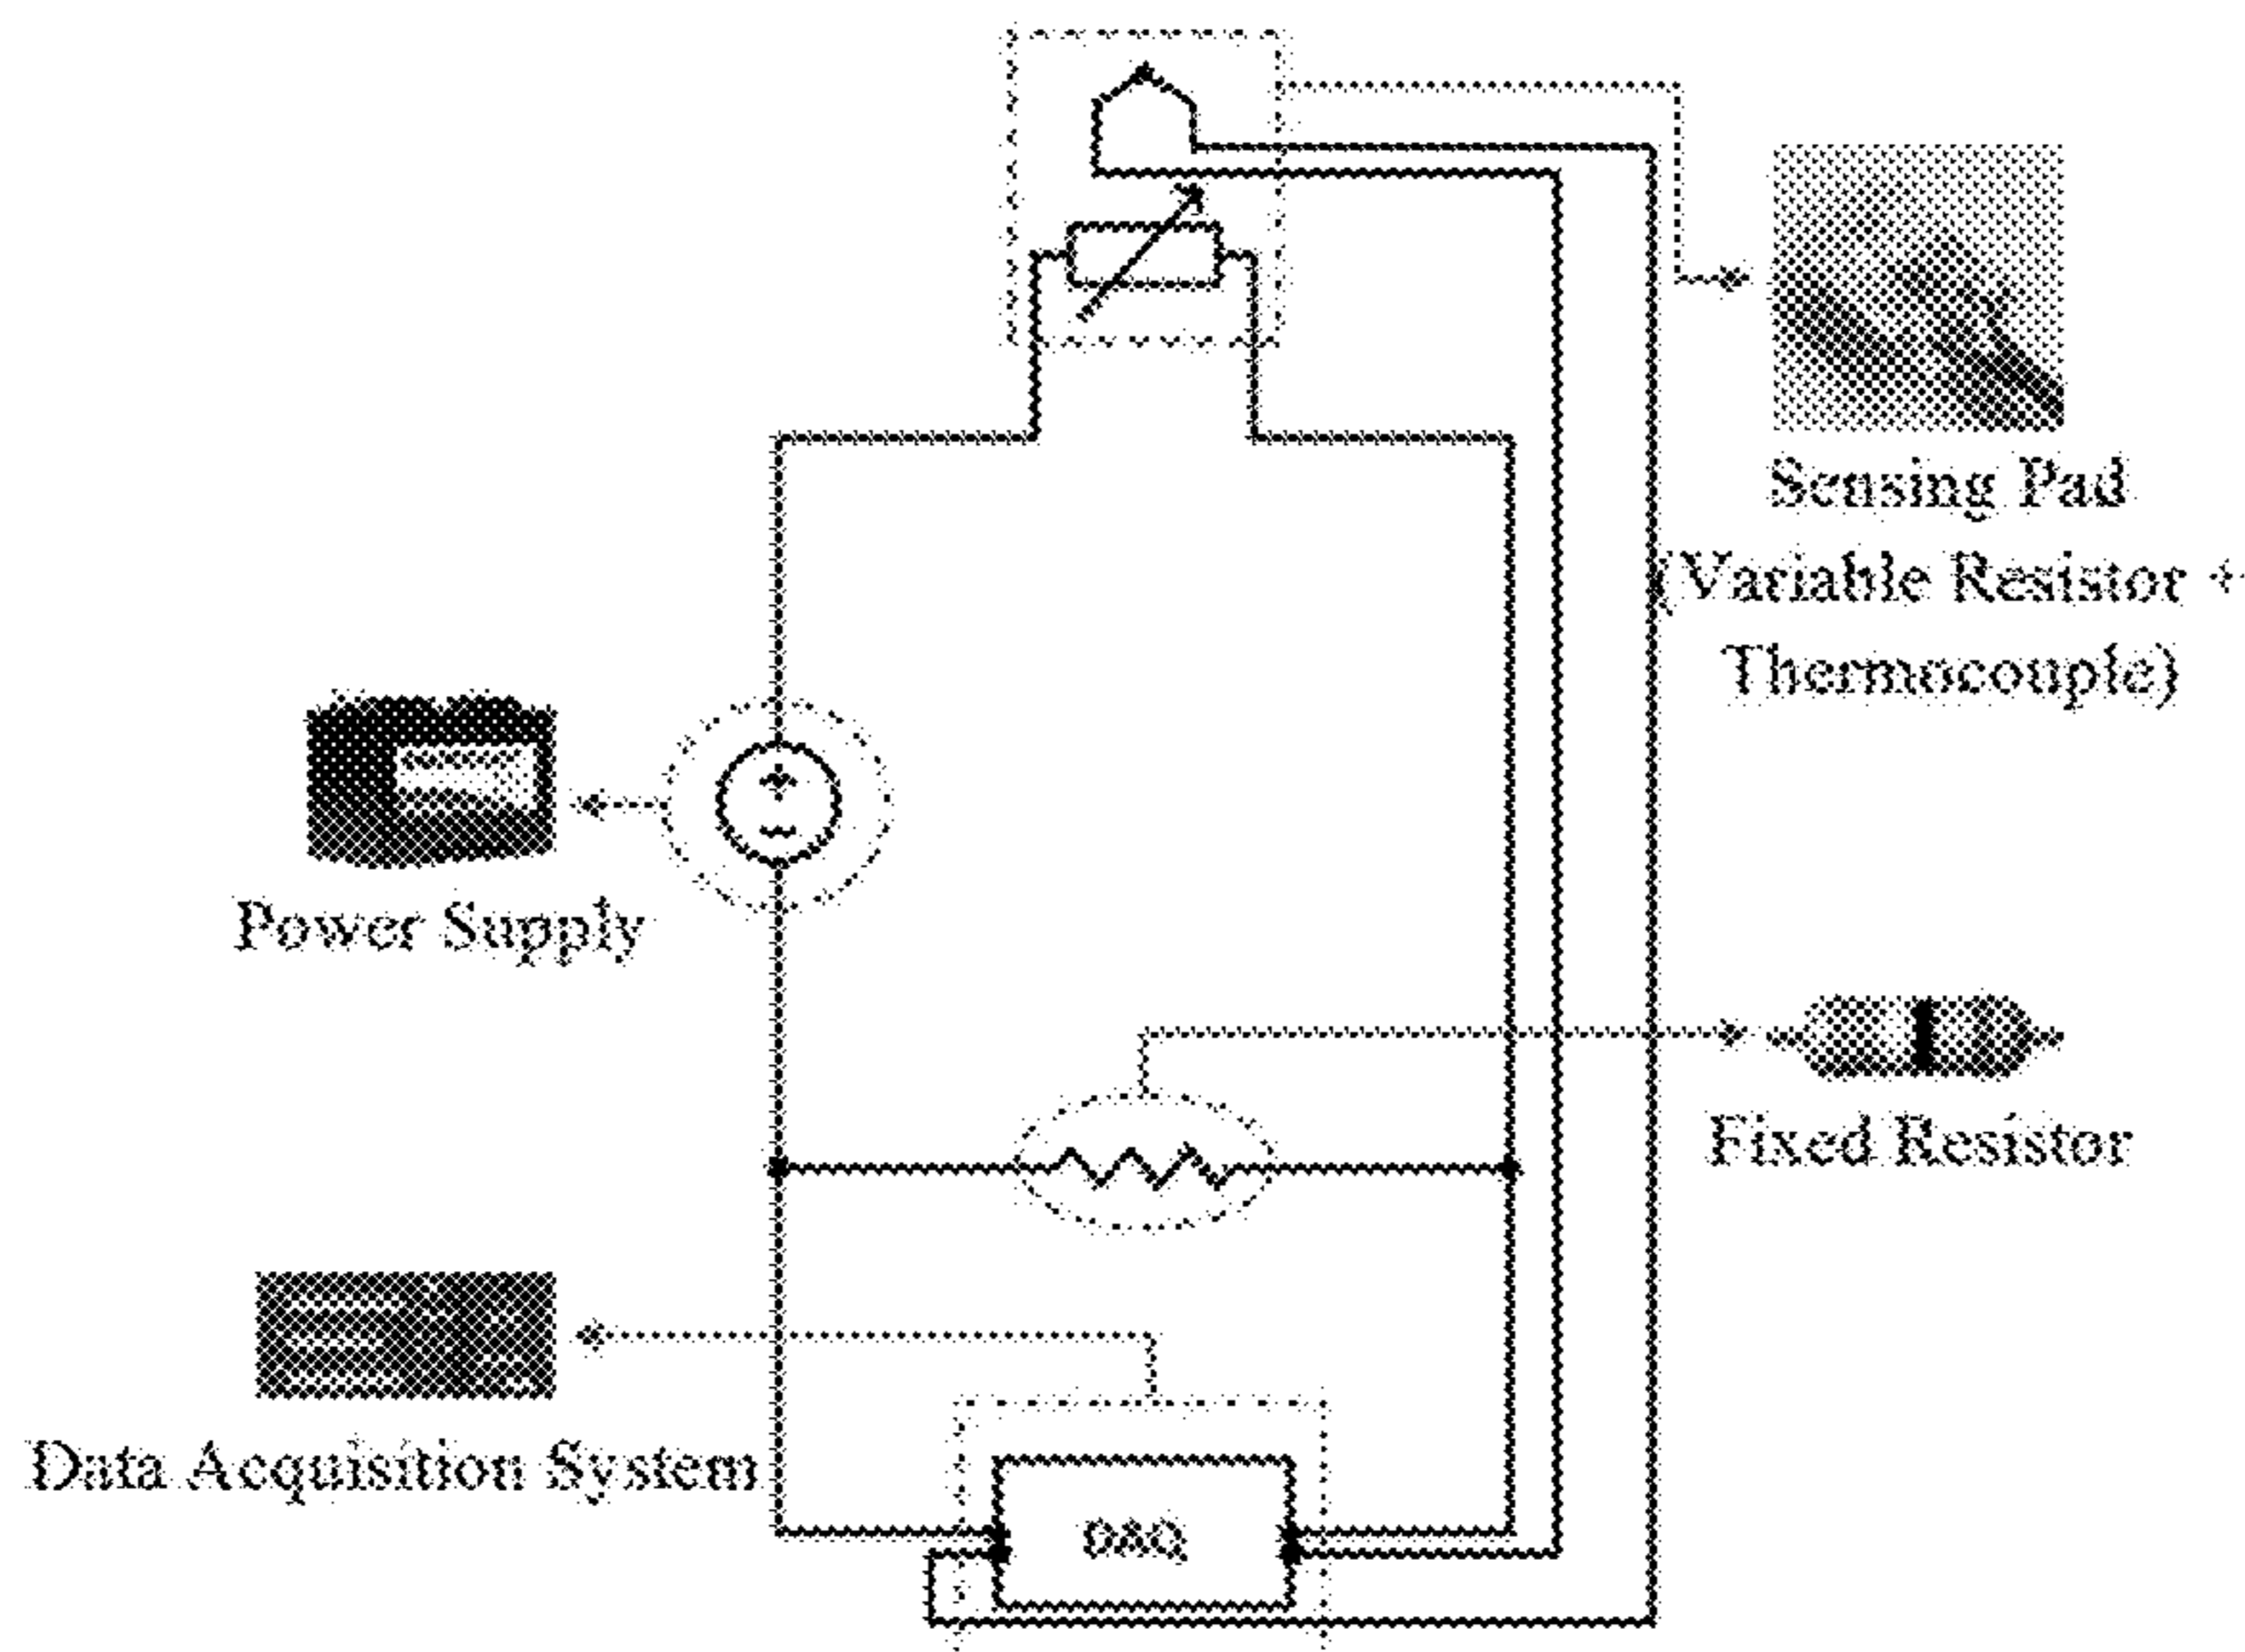 Sensing Pad
(Variable Resistor +
Thermocouple)
Power Supply
Fixed Resistor
Data Acquisition System
DAQ